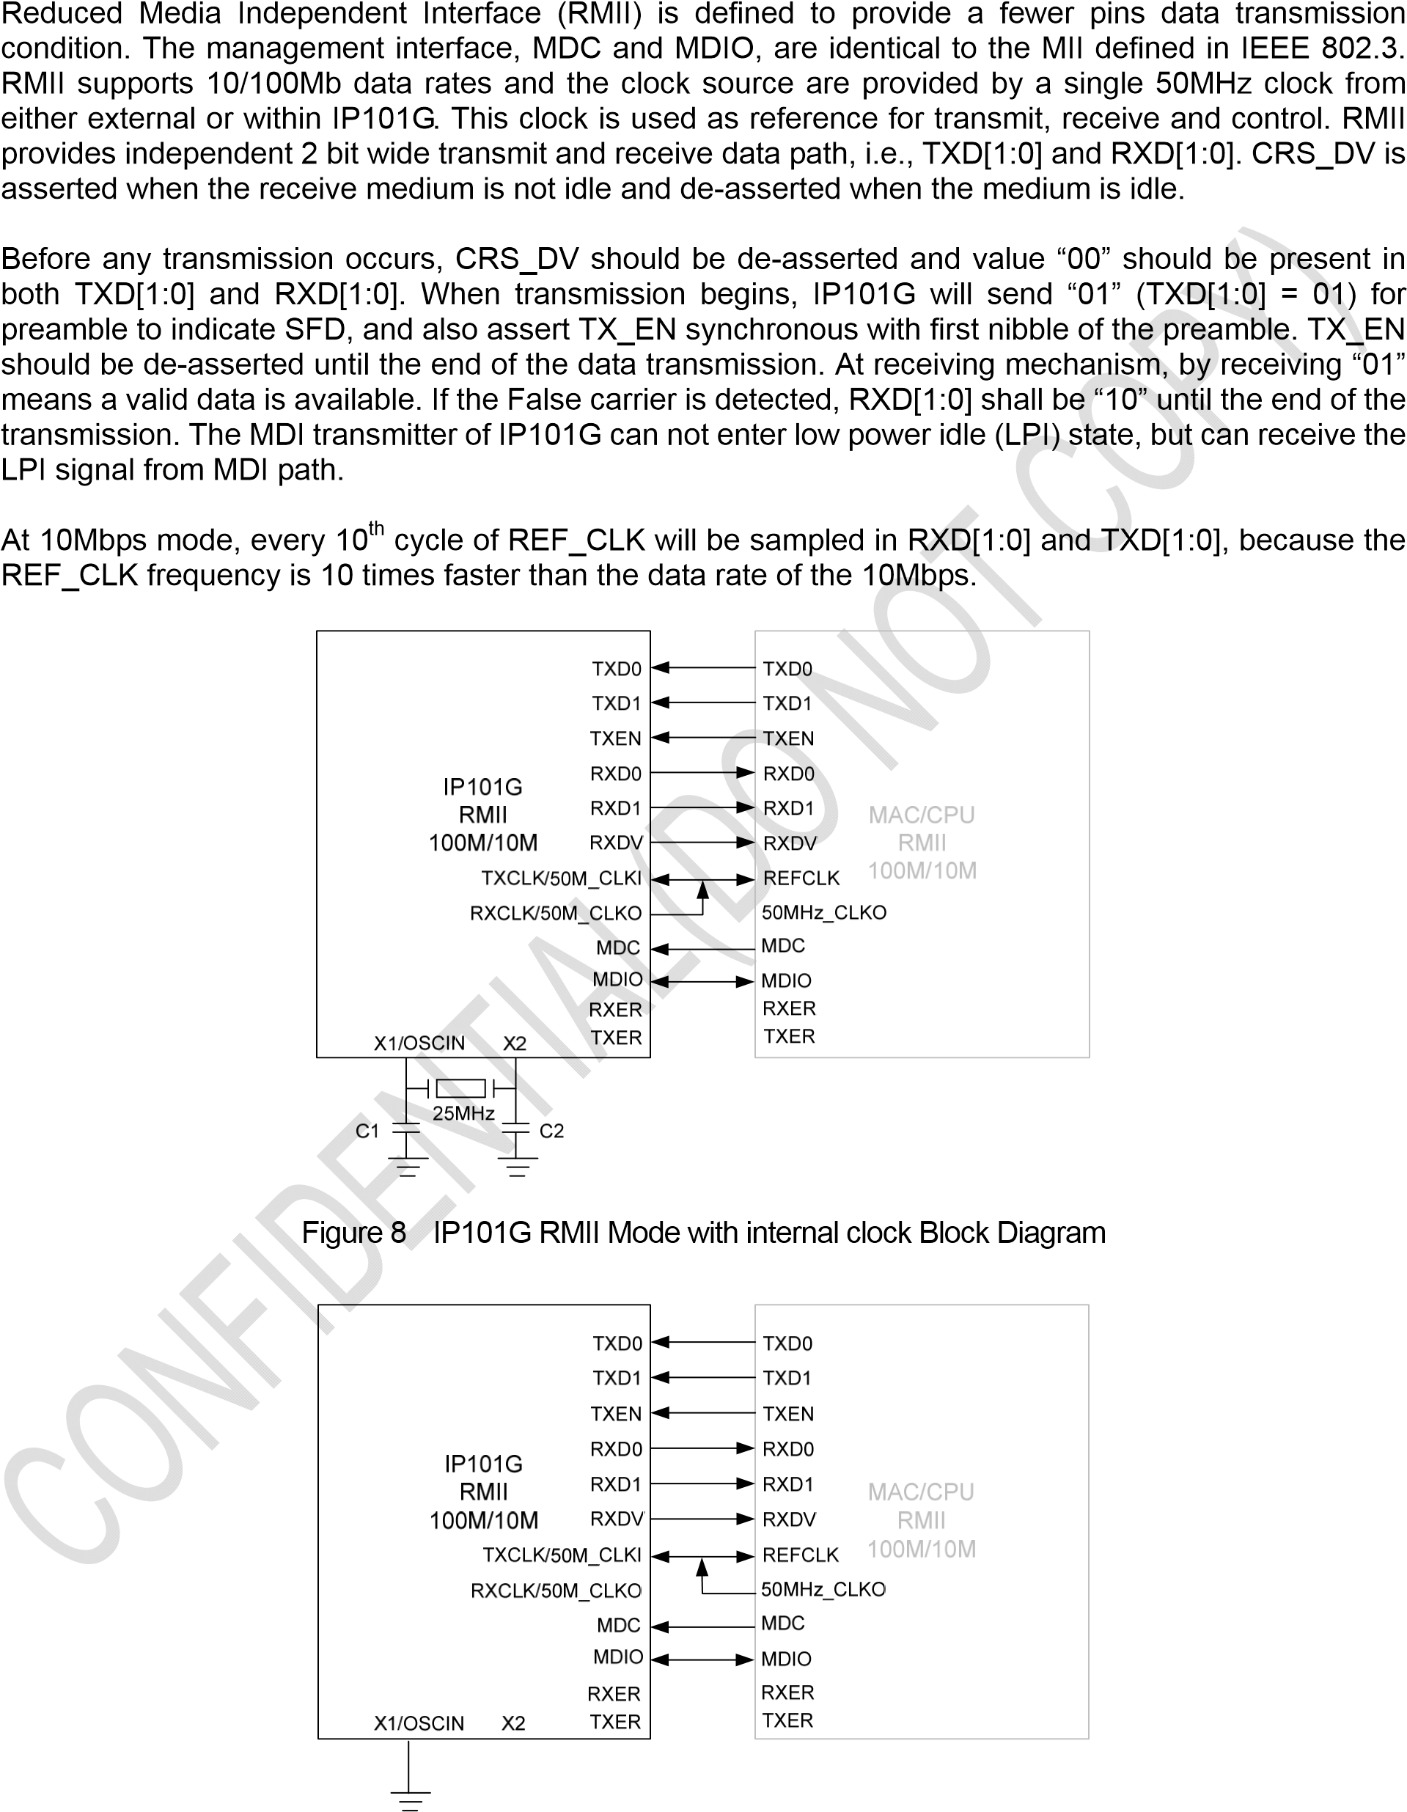 Reduced Media Independent Interface (RMII) is defined to provide a fewer pins data transmission
condition. The management interface, MDC and MDIO, are identical to the MII defined in IEEE 802.3.
RMII supports 10/100Mb data rates and the clock source are provided by a single 50MHz clock from
either external or within IP101G. This clock is used as reference for transmit, receive and control. RMII
provides independent 2 bit wide transmit and receive data path, i.e., TXD[1:0] and RXD[1:0]. CRS_DV is
asserted when the receive medium is not idle and de-asserted when the medium is idle.
Before any transmission occurs, CRS_DV should be de-asserted and value “00” should be present in
both TXD[1:0] and RXD[1:0]. When transmission begins, IP101G will send “01” (TXD[1:0] = 01) for
preamble to indicate SFD, and also assert TX_EN synchronous with first nibble of the preamble. TX_EN
should be de-asserted until the end of the data transmission. At receiving mechanism, by receiving “01”
means a valid data is available. If the False carrier is detected, RXD[1:0] shall be “10” until the end of the
transmission. The MDI transmitter of IP101G can not enter low power idle (LPI) state, but can receive the
LPI signal from MDI path.
At 10Mbps mode, every 10th cycle of REF_CLK will be sampled in RXD[1:0] and TXD[1:0], because the
REF_CLK frequency is 10 times faster than the data rate of the 10Mbps.
IP101G
RMII
100M/10M
TXD0
TXD1
TXEN
RXD0
RXD1
RXDV
TXCLK/50M_CLKI
RXCLK/50M_CLKO
MDC
MDIO
RXER
TXER
X1/OSCIN
X2
25MHz
C1
C2
TXD0
TXD1
TXEN
RXD0
RXD1
RXDV
REFCLK
50MHz_CLKO
MDC
MDIO
RXER
TXER
MAC/CPU
RMII
100M/10M
Figure 8 IP101G RMII Mode with internal clock Block Diagram
IP101G
RMII
100M/10M
TXD0
TXD1
TXEN
RXD0
RXD1
RXDV
TXCLK/50M_CLKI
RXCLK/50M_CLKO
MDC
MDIO
RXER
TXER
X1/OSCIN
X2
TXD0
TXD1
TXEN
RXD0
RXD1
RXDV
REFCLK
50MHz_CLKO
MDC
MDIO
RXER
TXER
MAC/CPU
RMII
100M/10M
CONFIDENTIAL(DO NOT COPY)